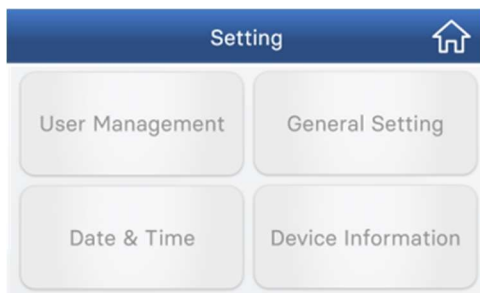 Setting
User Management
General Setting
Date & Time
Device Information